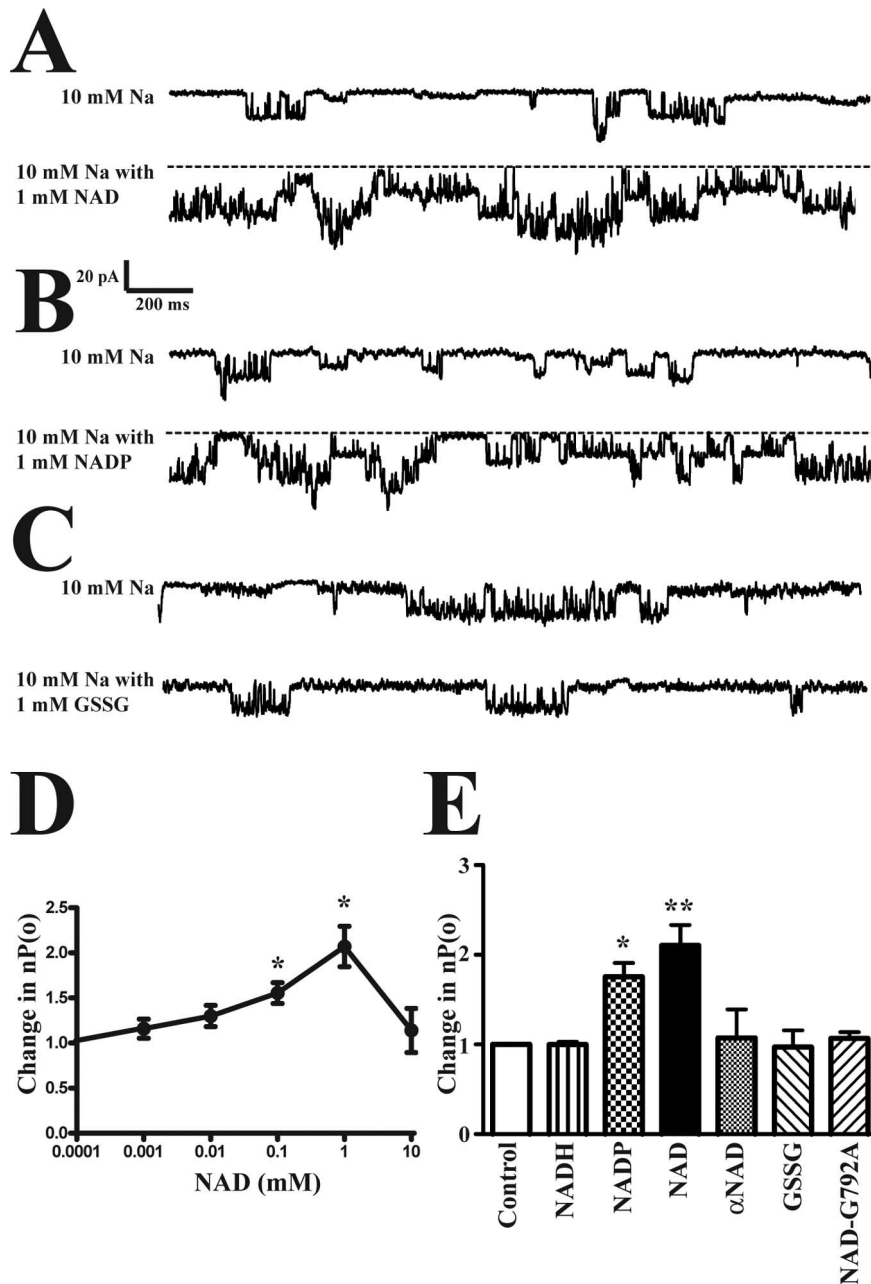 A
10 mM Na
10 mM Na with
1 mM NAD
B
20 pA
200 ms
10 mM Na
10 mM Na with
1 mM NADP
C
10 mM Na
10 mM Na with
1 mM GSSG
D
Change in nP(o)
2.5
2.0
1.5
1.0
0.5
0.0
*
*
0.0001
0.001
0.01
0.1
1
10
NAD (mM)
E
Change in nP(o)
3
2
1
0
*
**
Control
NADH
NADP
NAD
αNAD
GSSG
NAD-G792A